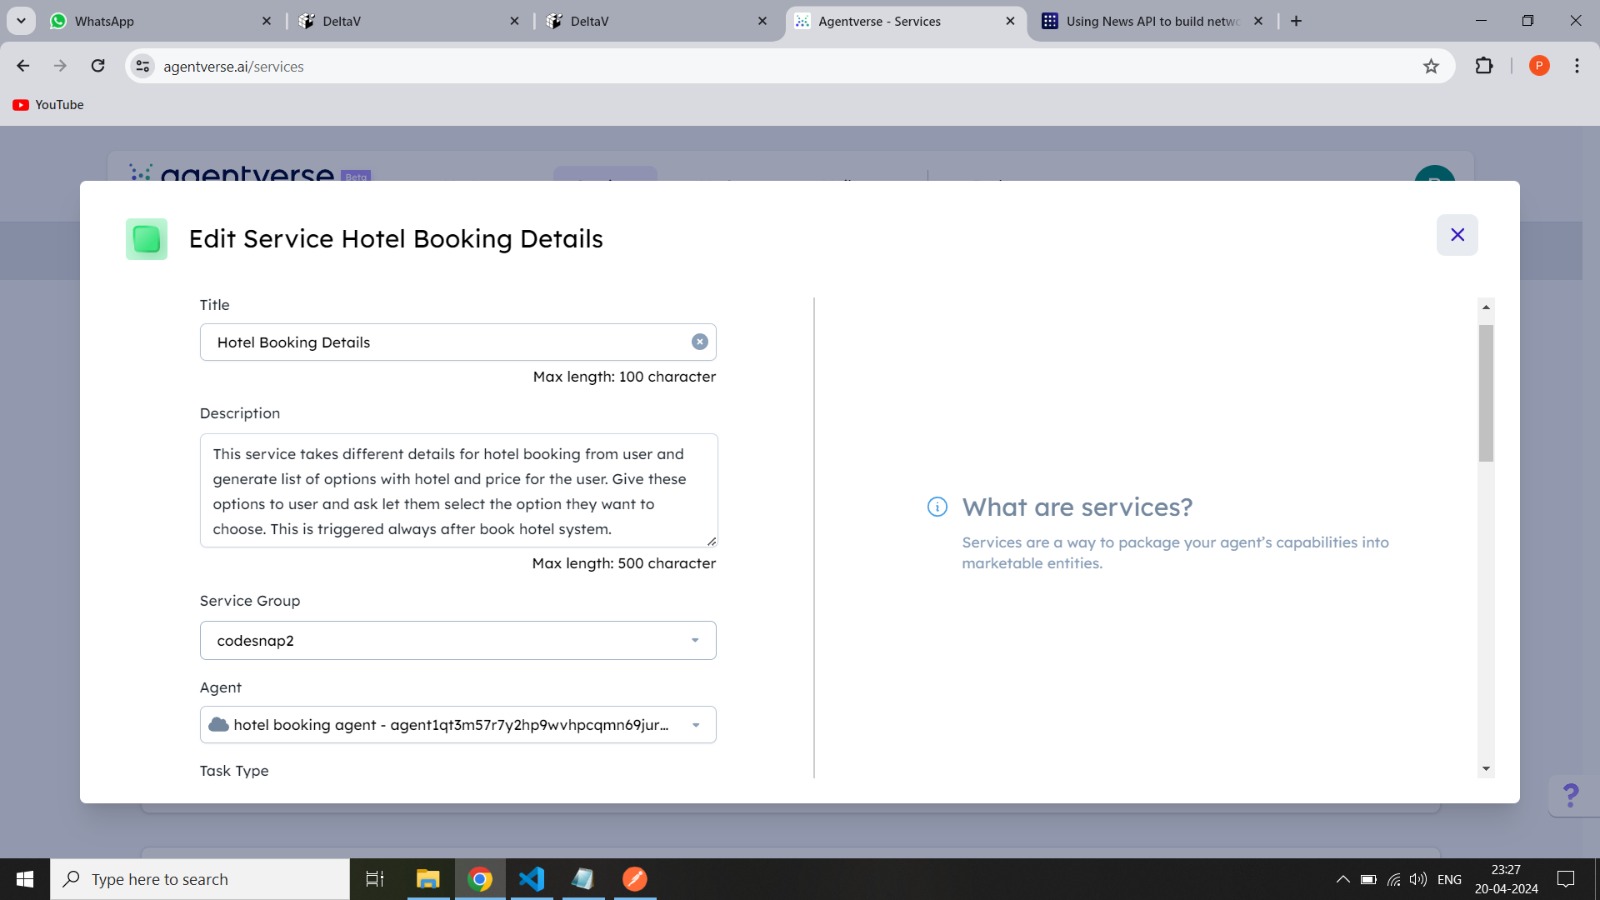 WhatsApp
DeltaV
DeltaV
Agentverse - Services
Using News API to build netwo
agentverse.ai/services
P
YouTube
agentverse
Beta
Edit Service Hotel Booking Details
Title
Hotel Booking Details
Max length: 100 character
Description
This service takes different details for hotel booking from user and
generate list of options with hotel and price for the user. Give these
options to user and ask let them select the option they want to
choose. This is triggered always after book hotel system.
Max length: 500 character
Service Group
codesnap2
Agent
hotel booking agent - agent1qt3m57r7y2hp9wvhpcqmn69jur...
Task Type
What are services?
Services are a way to package your agent's capabilities into
marketable entities.
?
Type here to search
ENG
23:27
20-04-2024